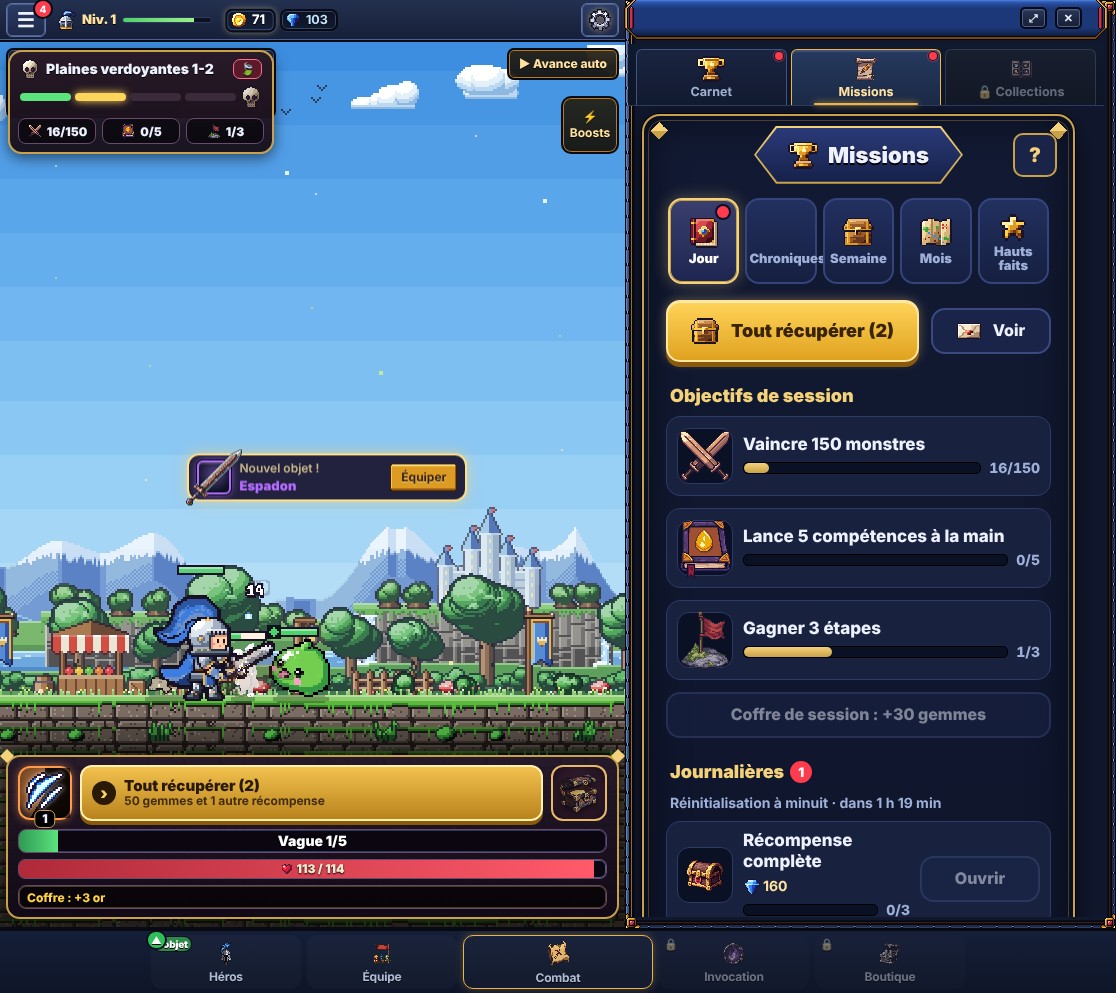 4
Niv. 1
71
103
Plaines verdoyantes 1-2
16/150
0/5
1/3
Avance auto
Boosts
Nouvel objet !
Espadon
Équiper
14
1
Tout récupérer (2)
50 gemmes et 1 autre récompense
Vague 1/5
113 / 114
Coffre : +3 or
Carnet
Missions
Collections
Missions
?
Jour
Chroniques
Semaine
Mois
Hauts
faits
Tout récupérer (2)
Voir
Objectifs de session
Vaincre 150 monstres
16/150
Lance 5 compétences à la main
0/5
Gagner 3 étapes
1/3
Coffre de session : +30 gemmes
Journalières 1
Réinitialisation à minuit · dans 1 h 19 min
Récompense
complète
160
0/3
Ouvrir
objet
Héros
Équipe
Combat
Invocation
Boutique